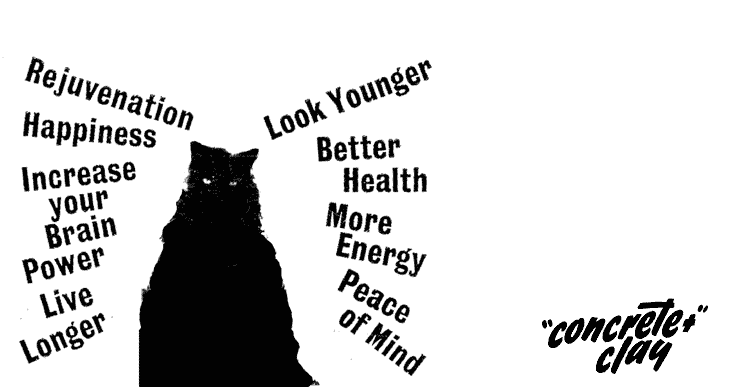 Rejuvenation
Happiness
Increase
your
Brain
Power
Live
Longer
Look Younger
Better
Health
More
Energy
Peace
of Mind
"concrete+"
clay